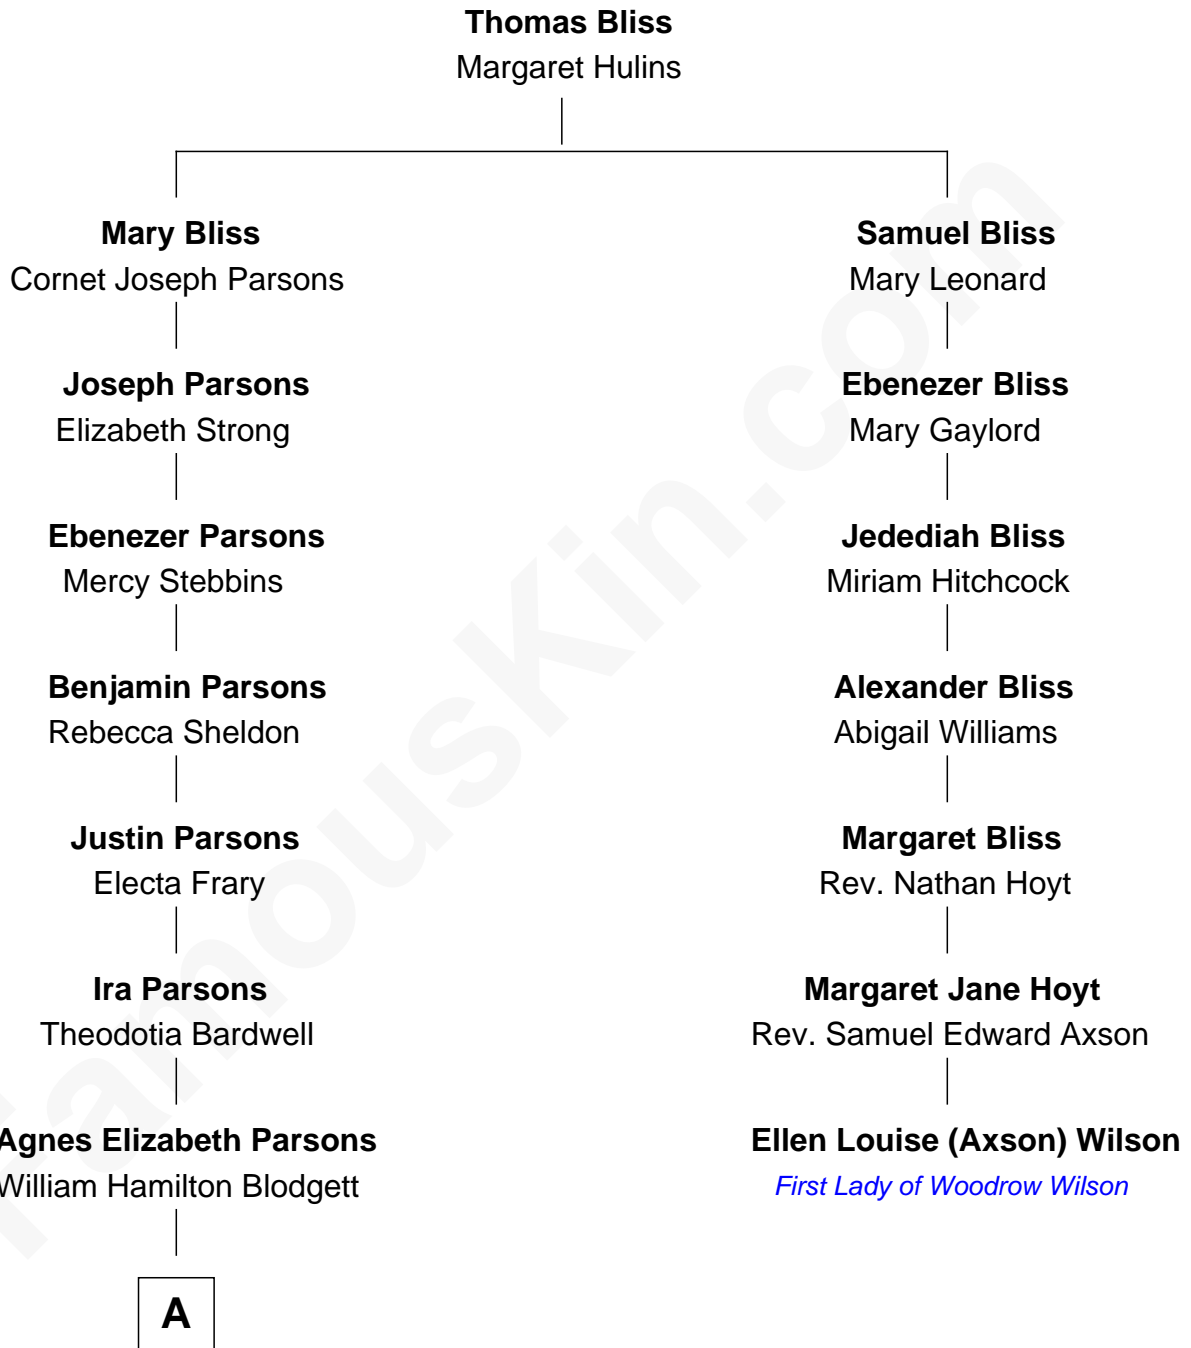 Thomas Bliss
Margaret Hulins
Mary Bliss
Cornet Joseph Parsons
Samuel Bliss
Mary Leonard
Joseph Parsons
Elizabeth Strong
Ebenezer Bliss
Mary Gaylord
Ebenezer Parsons
Mercy Stebbins
Jedediah Bliss
Miriam Hitchcock
Benjamin Parsons
Rebecca Sheldon
Alexander Bliss
Abigail Williams
Justin Parsons
Electa Frary
Margaret Bliss
Rev. Nathan Hoyt
Ira Parsons
Theodotia Bardwell
Margaret Jane Hoyt
Rev. Samuel Edward Axson
Agnes Elizabeth Parsons
William Hamilton Blodgett
Ellen Louise (Axson) Wilson
First Lady of Woodrow Wilson
A
FamousKin.com